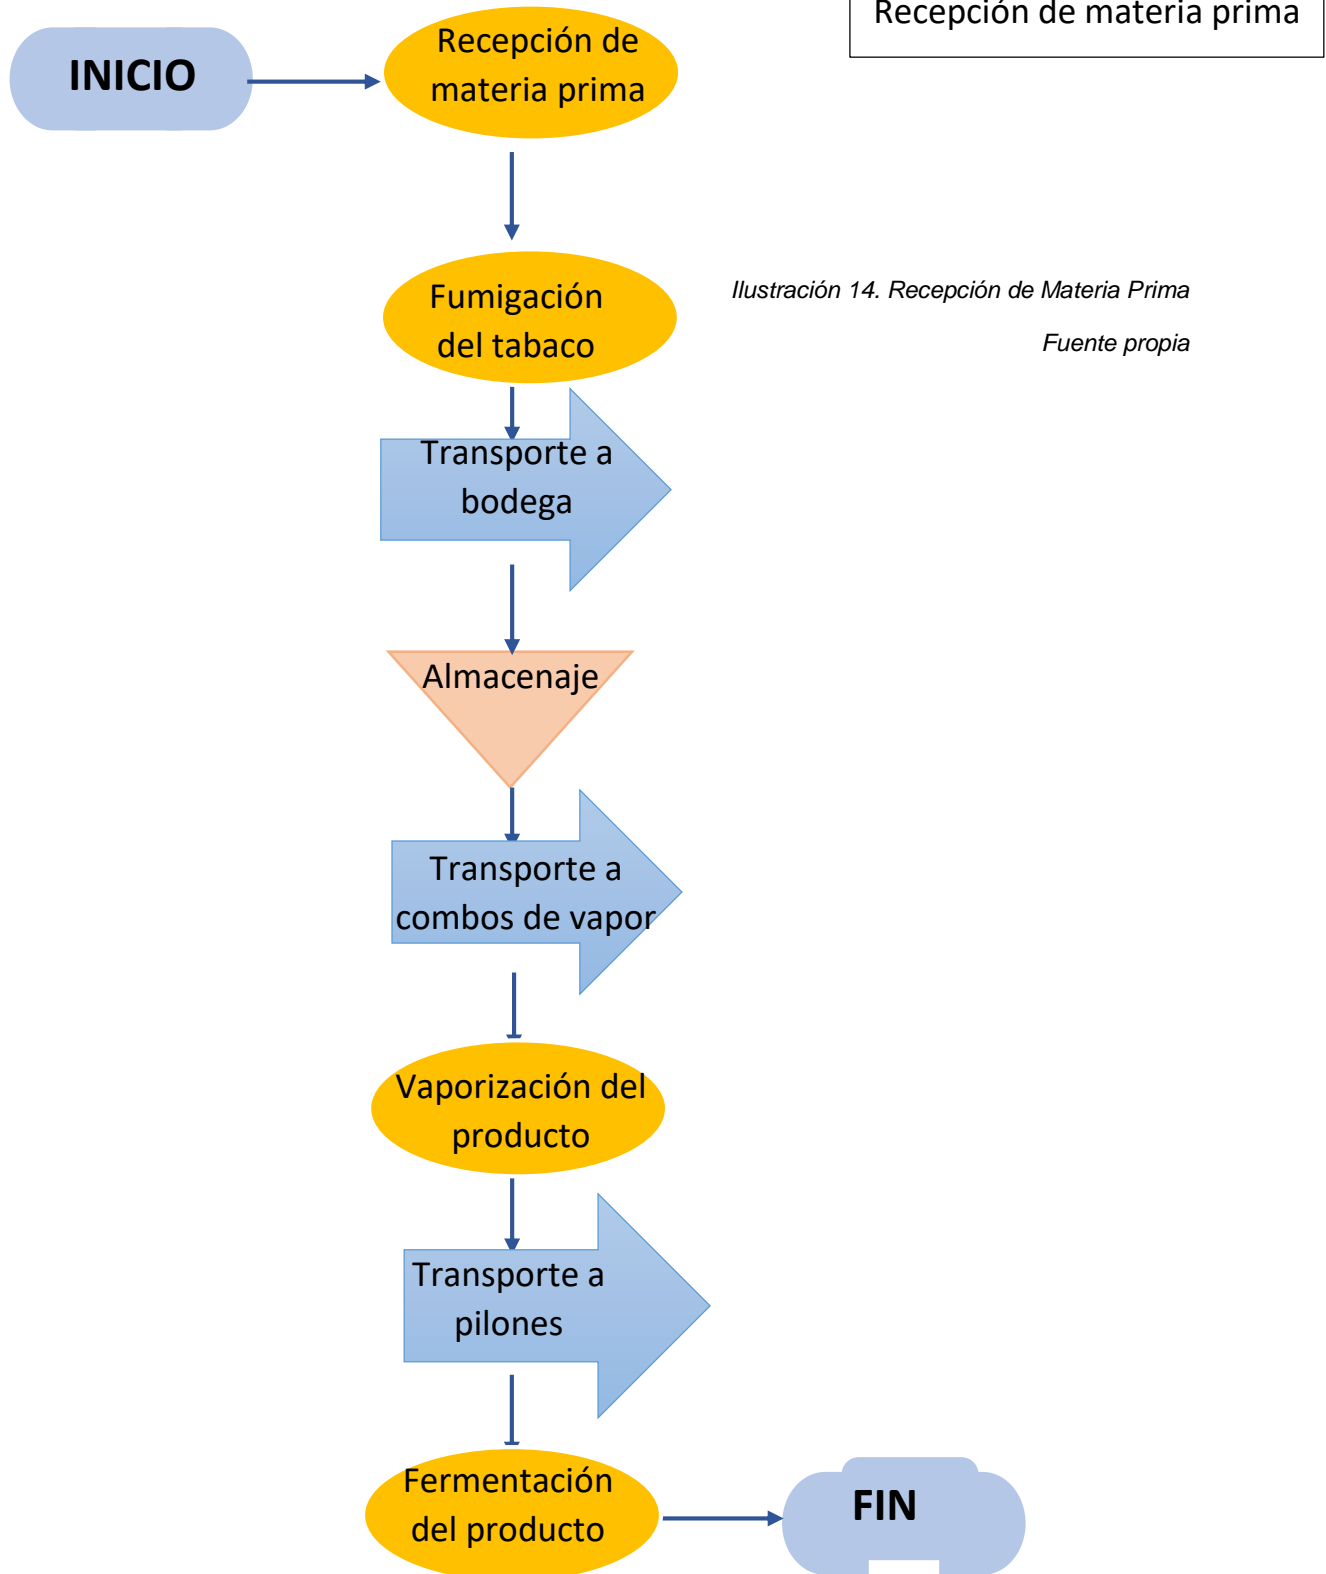 Recepción de materia prima
INICIO
Recepción de
materia prima
Fumigación
del tabaco
Ilustración 14. Recepción de Materia Prima
Fuente propia
Transporte a
bodega
Almacenaje
Transporte a
combos de vapor
Vaporización del
producto
Transporte a
pilones
Fermentación
del producto
FIN